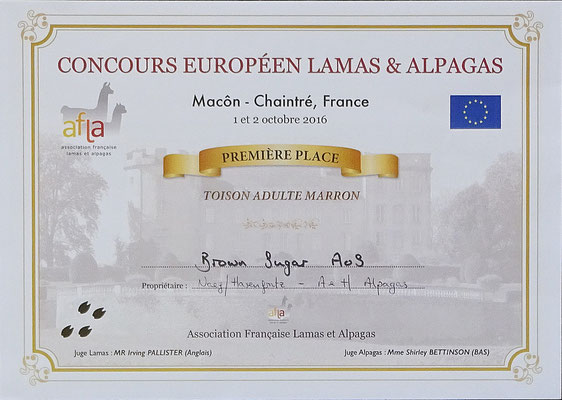 CONCOURS EUROPÉEN LAMAS & ALPAGAS
Macôn - Chaintré, France
1 et 2 octobre 2016
afla
association française
lamas et alpagas
PREMIÈRE PLACE
TOISON ADULTE MARRON
Brown Sugar AoS
Propriétaire : - A et H Alpagas
afla
Association Française Lamas et Alpagas
Juge Lamas : MR Irving PALLISTER (Anglois)
Juge Alpagas : Mme Shirley BETTINSON (BAS)